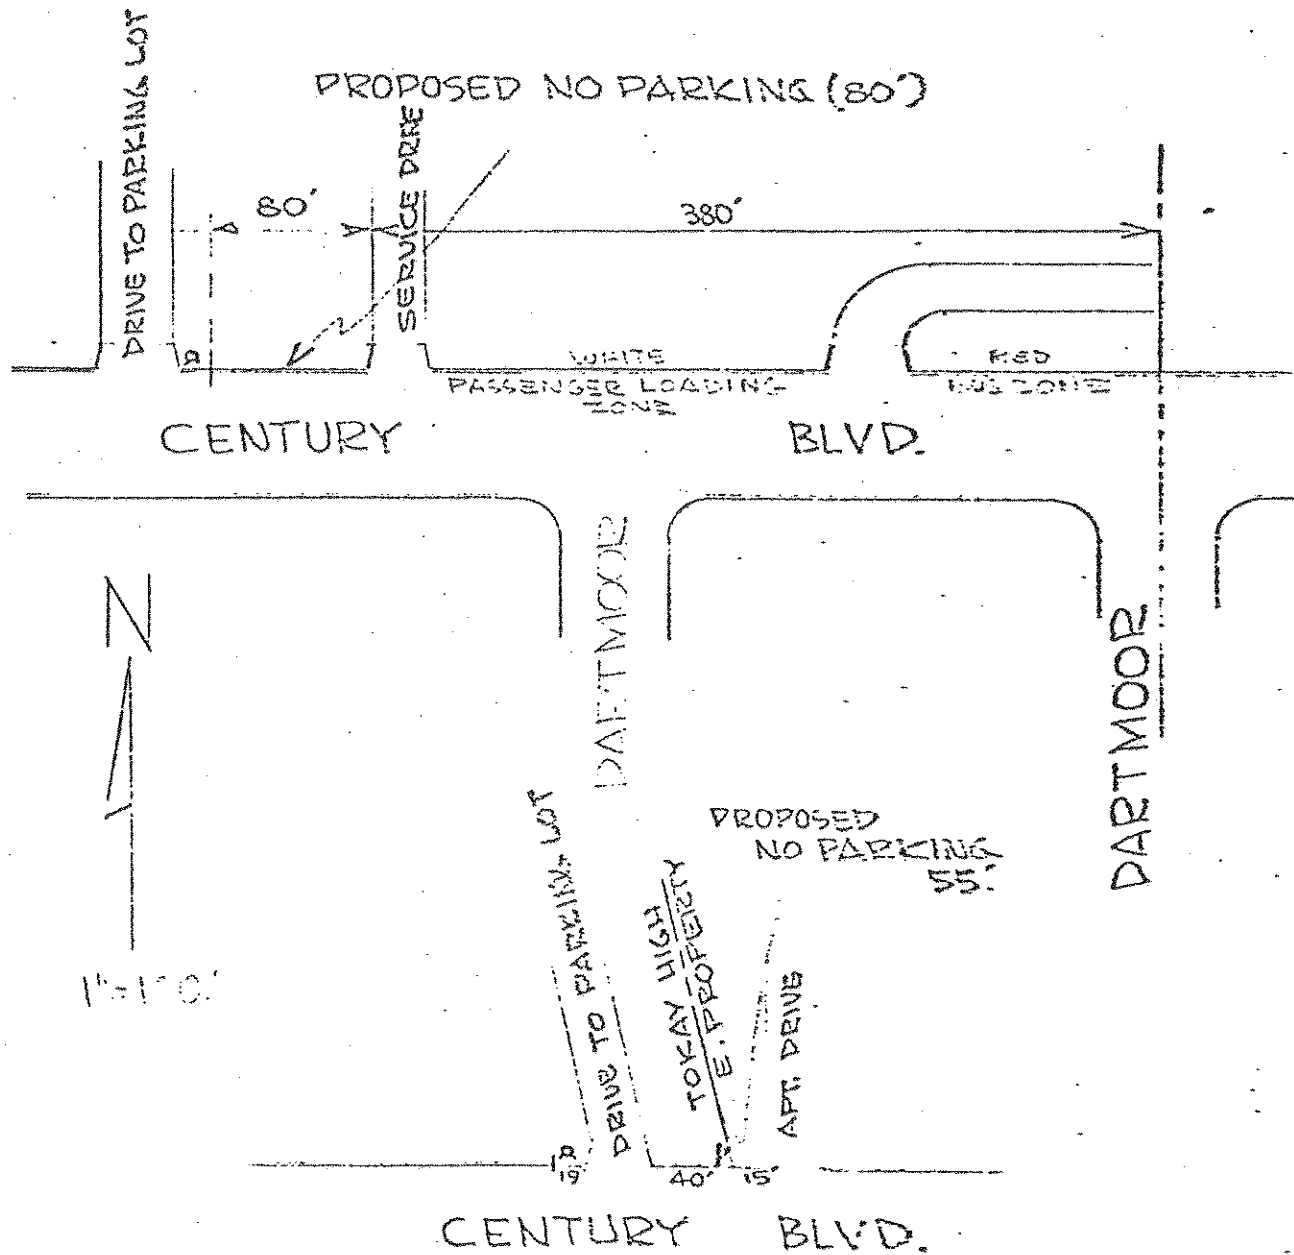 DRIVE TO PARKING LOT
PROPOSED NO PARKING (80')
SERVICE DRIVE
80'
380'
R
WHITE
PASSENGER LOADING
ZONE
RED
BUS ZONE
CENTURY BLVD.
DARTMOOR
DARTMOOR
N
PROPOSED
NO PARKING
55'
DRIVE TO PARKING LOT
TOKAY HIGH
E. PROPERTY
APT. DRIVE
R
19'
40'
15'
CENTURY BLVD.